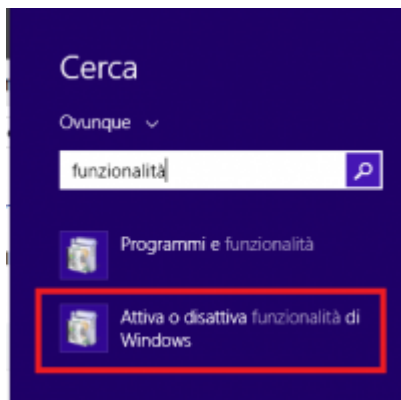 Cerca
Ovunque
funzionalità
Programmi e funzionalità
Attiva o disattiva funzionalità di
Windows